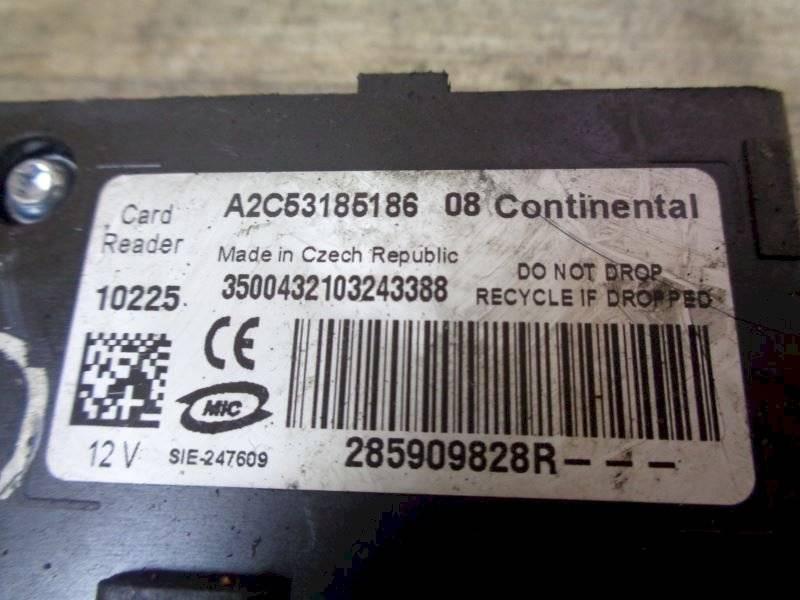 Card Reader
A2C53185186 08 Continental
Made in Czech Republic
10225
3500432103243388
DO NOT DROP
RECYCLE IF DROPPED
CE
MIC
12 V
SIE-247609
285909828R---